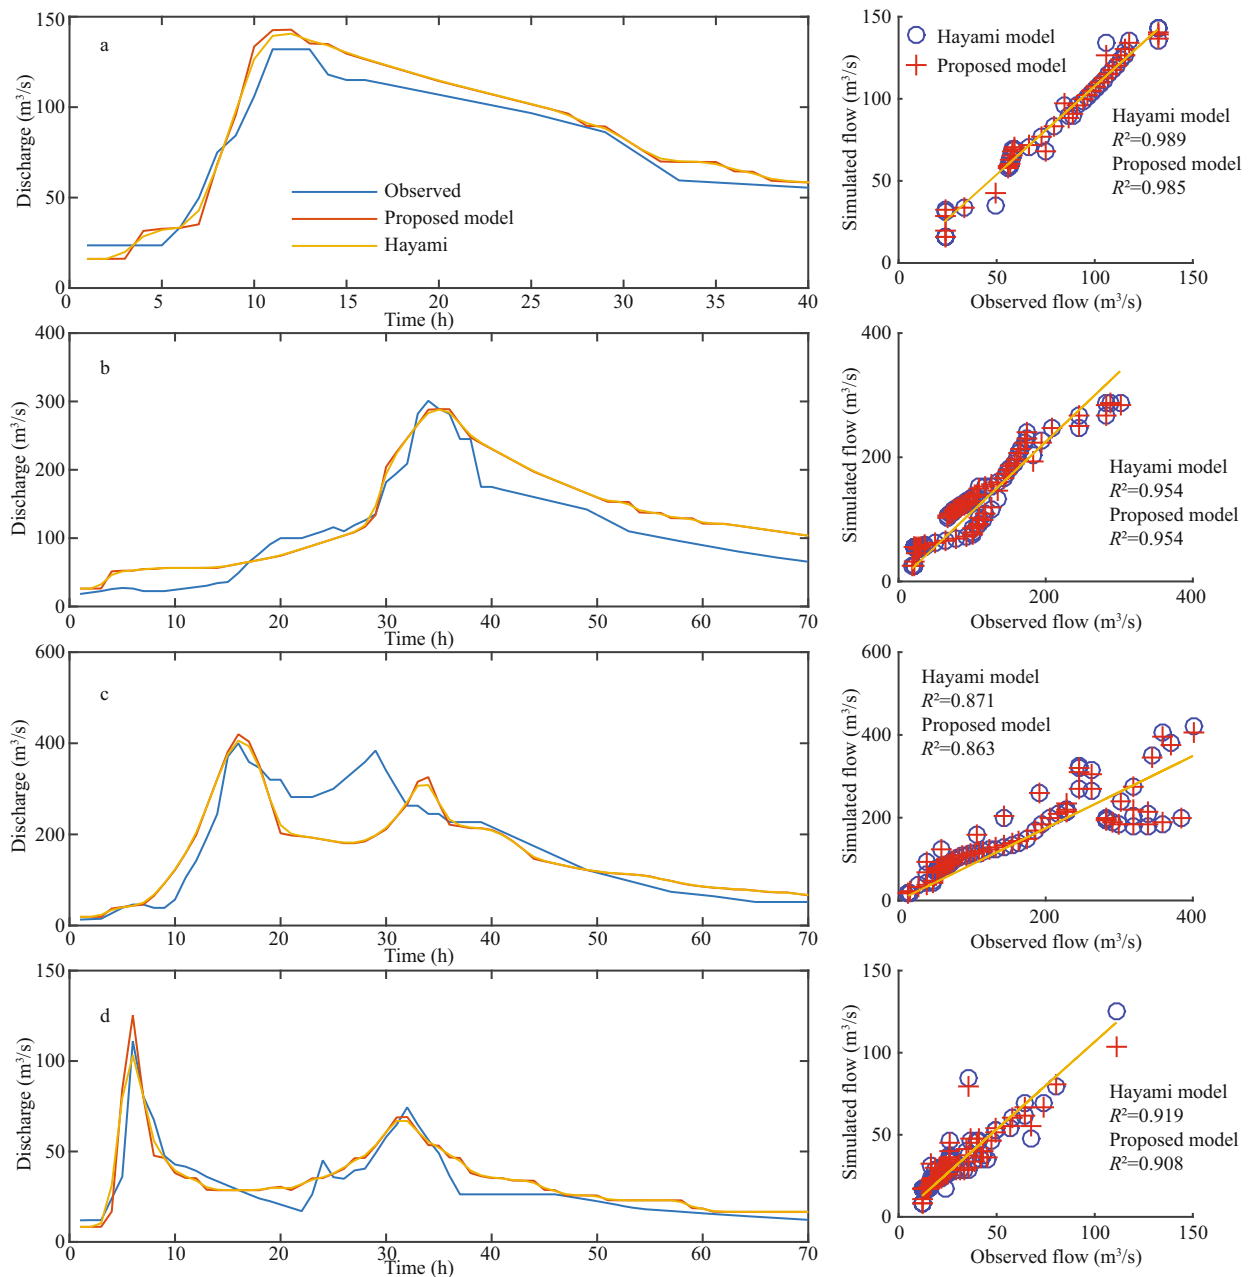 150
100
50
0
Discharge (m³/s)
a
Observed
Proposed model
Hayami
0 5 10 15 20 25 30 35 40
Time (h)
150
100
50
0
Simulated flow (m³/s)
Hayami model
Proposed model
Hayami model
R²=0.989
Proposed model
R²=0.985
0 50 100 150
Observed flow (m³/s)
400
300
200
100
0
Discharge (m³/s)
b
0 10 20 30 40 50 60 70
Time (h)
400
200
0
Simulated flow (m³/s)
Hayami model
R²=0.954
Proposed model
R²=0.954
0 200 400
Observed flow (m³/s)
600
400
200
0
Discharge (m³/s)
c
0 10 20 30 40 50 60 70
Time (h)
600
400
200
0
Simulated flow (m³/s)
Hayami model
R²=0.871
Proposed model
R²=0.863
0 200 400
Observed flow (m³/s)
150
100
50
0
Discharge (m³/s)
d
0 10 20 30 40 50 60 70
Time (h)
150
100
50
0
Simulated flow (m³/s)
Hayami model
R²=0.919
Proposed model
R²=0.908
0 50 100 150
Observed flow (m³/s)